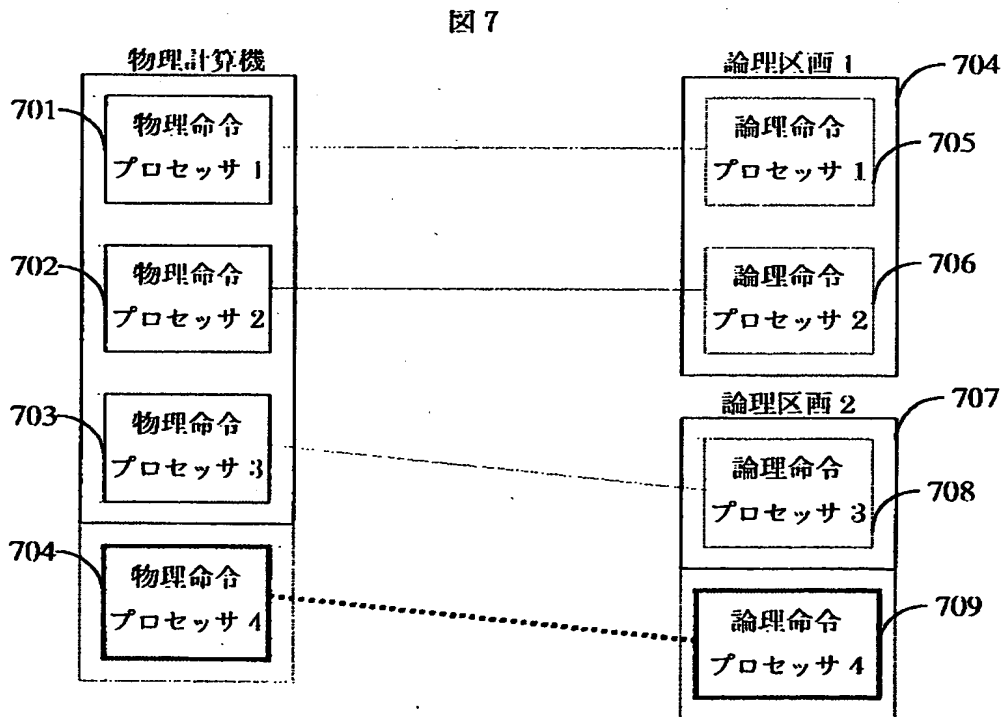 図7
物理計算機
701
物理命令
プロセッサ 1
702
物理命令
プロセッサ 2
703
物理命令
プロセッサ 3
704
物理命令
プロセッサ 4
論理区画 1
704
論理命令
プロセッサ 1
705
論理命令
プロセッサ 2
706
論理区画 2
707
論理命令
プロセッサ 3
708
論理命令
プロセッサ 4
709